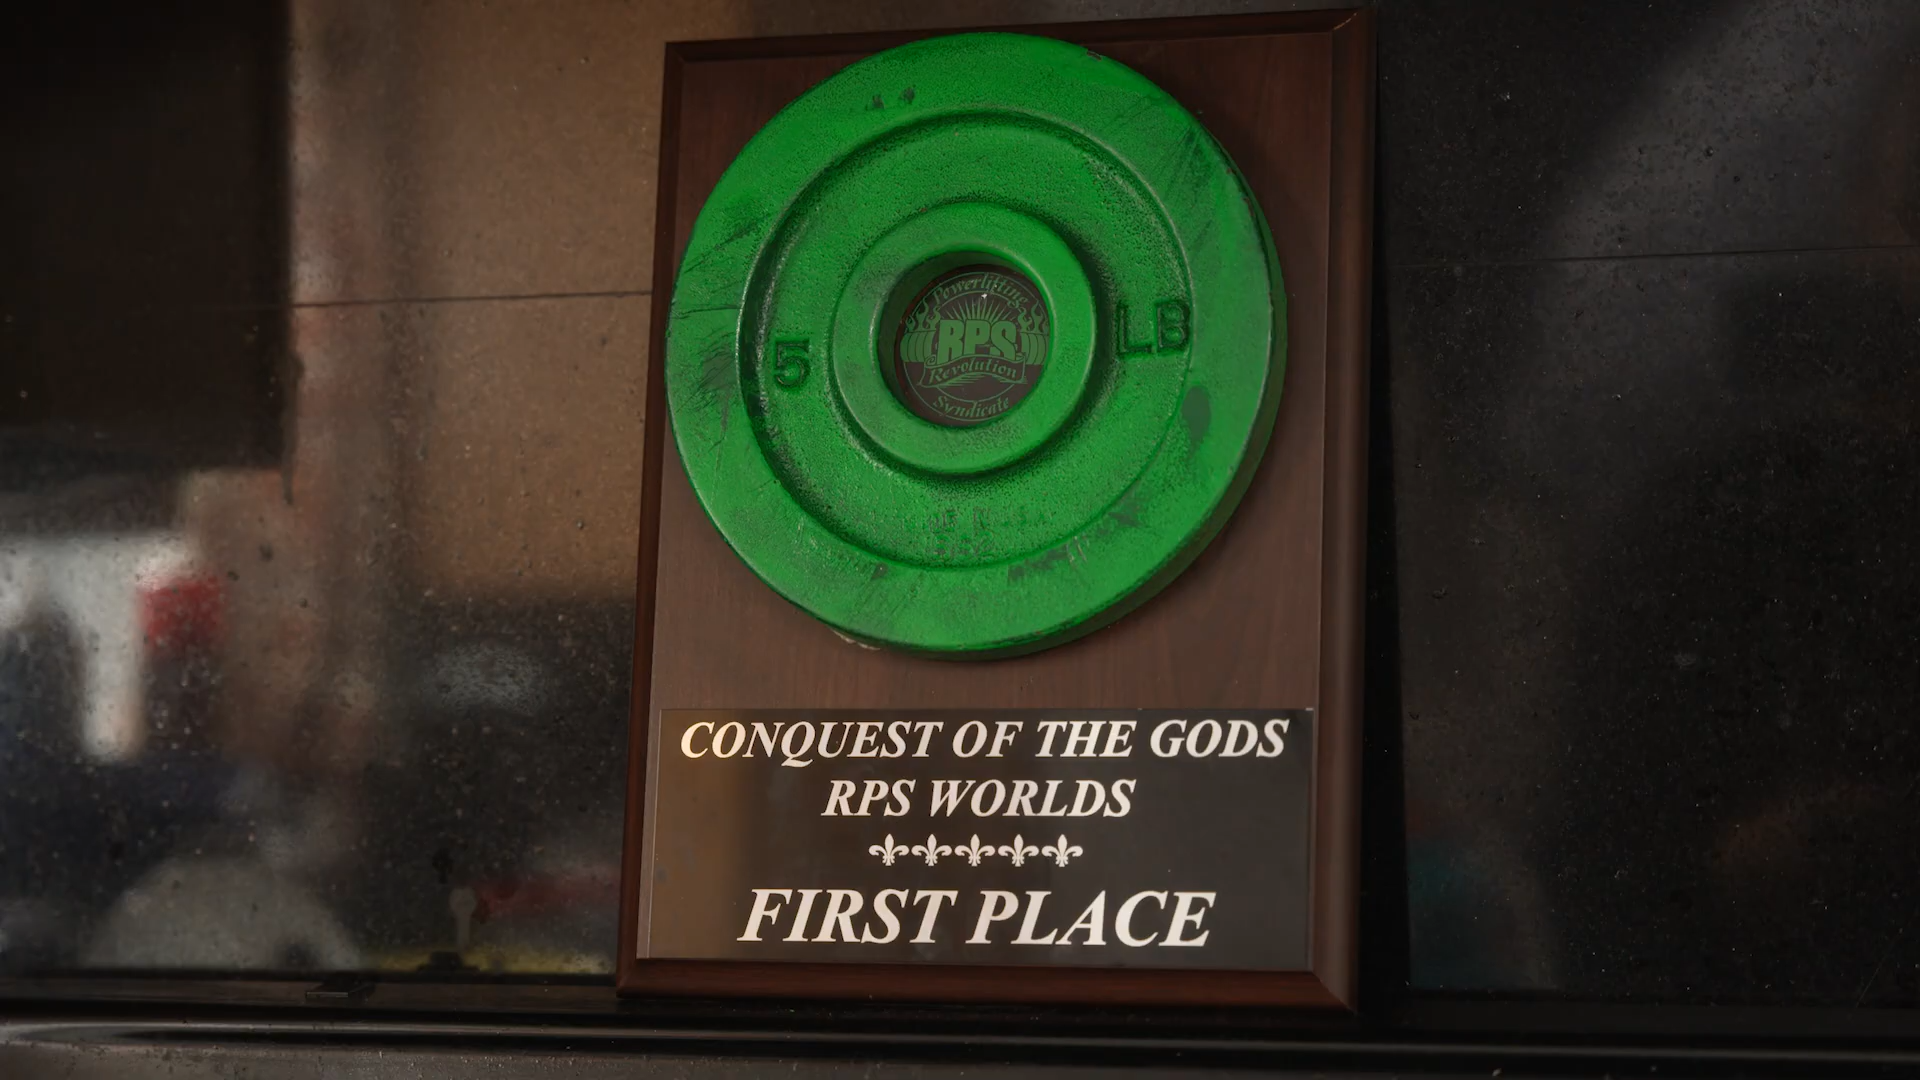 Powerlifting
RPS
Revolution
Syndicate
5 LB
CONQUEST OF THE GODS
RPS WORLDS
FIRST PLACE